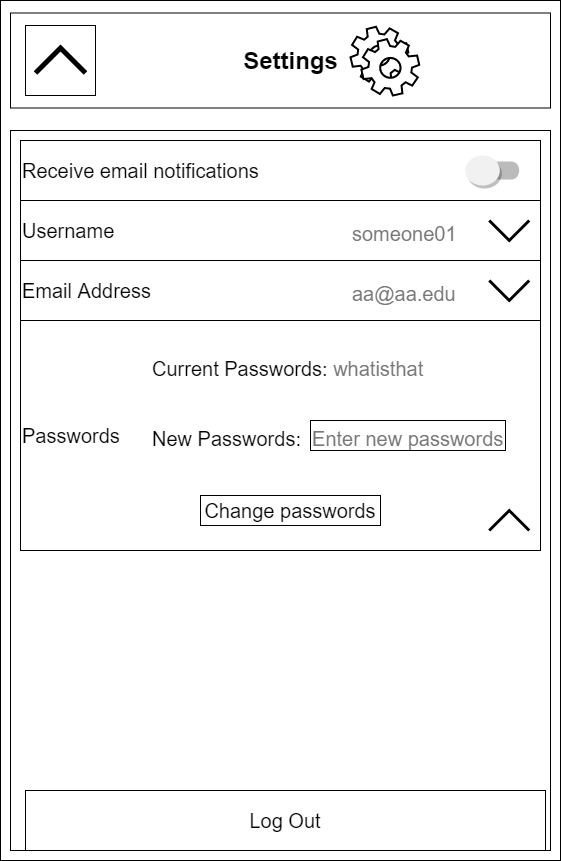 Settings
Receive email notifications
Username someone01
Email Address aa@aa.edu
Current Passwords: whatisthat
Passwords New Passwords: Enter new passwords
Change passwords
Log Out